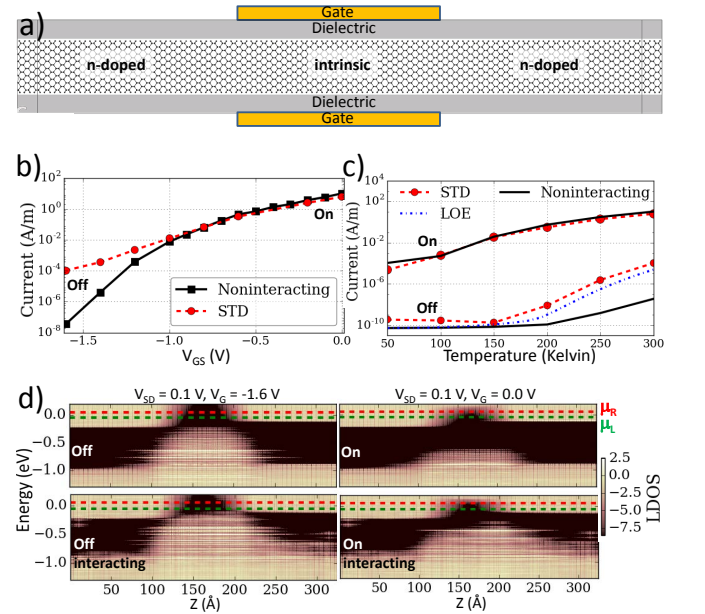 a)
Gate
Dielectric
n-doped
intrinsic
n-doped
Dielectric
Gate
b)
Current (A/m)
10^2
10^0
10^-2
10^-4
10^-6
10^-8
On
Off
Noninteracting
STD
−1.5
−1.0
−0.5
0.0
V_GS (V)
c)
Current (A/m)
10^4
10^2
10^-2
10^-6
10^-10
STD
Noninteracting
LOE
On
Off
50
100
150
200
250
300
Temperature (Kelvin)
d)
V_SD = 0.1 V, V_G = -1.6 V
V_SD = 0.1 V, V_G = 0.0 V
μ_R
μ_L
Energy (eV)
0.0
−0.5
−1.0
Off
On
0.0
−0.5
−1.0
Off
interacting
On
interacting
0
50
100
150
200
250
300
Z (Å)
50
100
150
200
250
300
Z (Å)
2.5
0.0
−2.5
−5.0
−7.5
LDOS